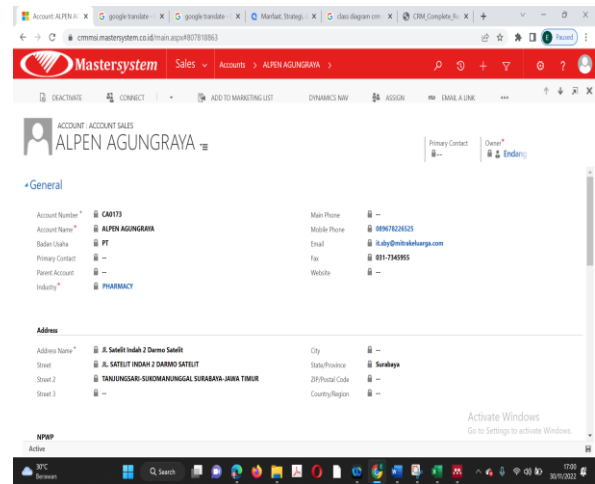 Account ALPEN AG
google translate -
google translate -
Manfaat, Strategi,
class diagram crm
CRM_Complete_Ro
crmmsi.mastersystem.co.id/main.aspx#807818863
Paused
Mastersystem Sales Accounts > ALPEN AGUNGRAYA >
DEACTIVATE CONNECT ADD TO MARKETING LIST DYNAMICS NAV ASSIGN EMAIL A LINK ...
ACCOUNT : ACCOUNT SALES
ALPEN AGUNGRAYA
Primary Contact
--
Owner*
Endang
General
Account Number* CA0173 Main Phone --
Account Name* ALPEN AGUNGRAYA Mobile Phone 089678226525
Badan Usaha PT Email it.sby@mitrakeluarga.com
Primary Contact -- Fax 031-7345955
Parent Account -- Website --
Industry* PHARMACY
Address
Address Name* Jl. Satelit Indah 2 Darmo Satelit City --
Street JL. SATELIT INDAH 2 DARMO SATELIT State/Province Surabaya
Street 2 TANJUNGSARI-SUKOMANUNGGAL SURABAYA-JAWA TIMUR ZIP/Postal Code --
Street 3 -- Country/Region --
Activate Windows
Go to Settings to activate Windows.
NPWP
Active
30°C
Berawan
Search
17:00
30/11/2022